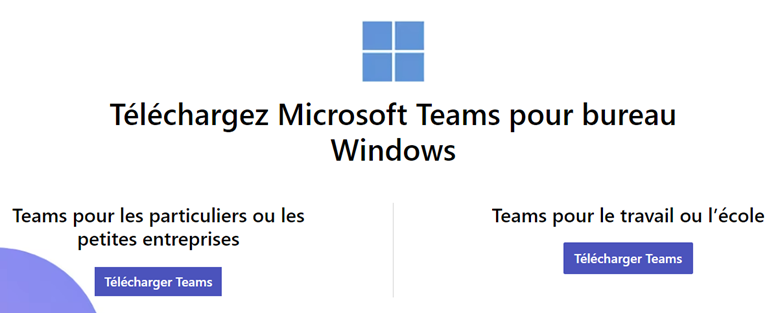 Téléchargez Microsoft Teams pour bureau
Windows
Teams pour les particuliers ou les
petites entreprises
Télécharger Teams
Teams pour le travail ou l’école
Télécharger Teams